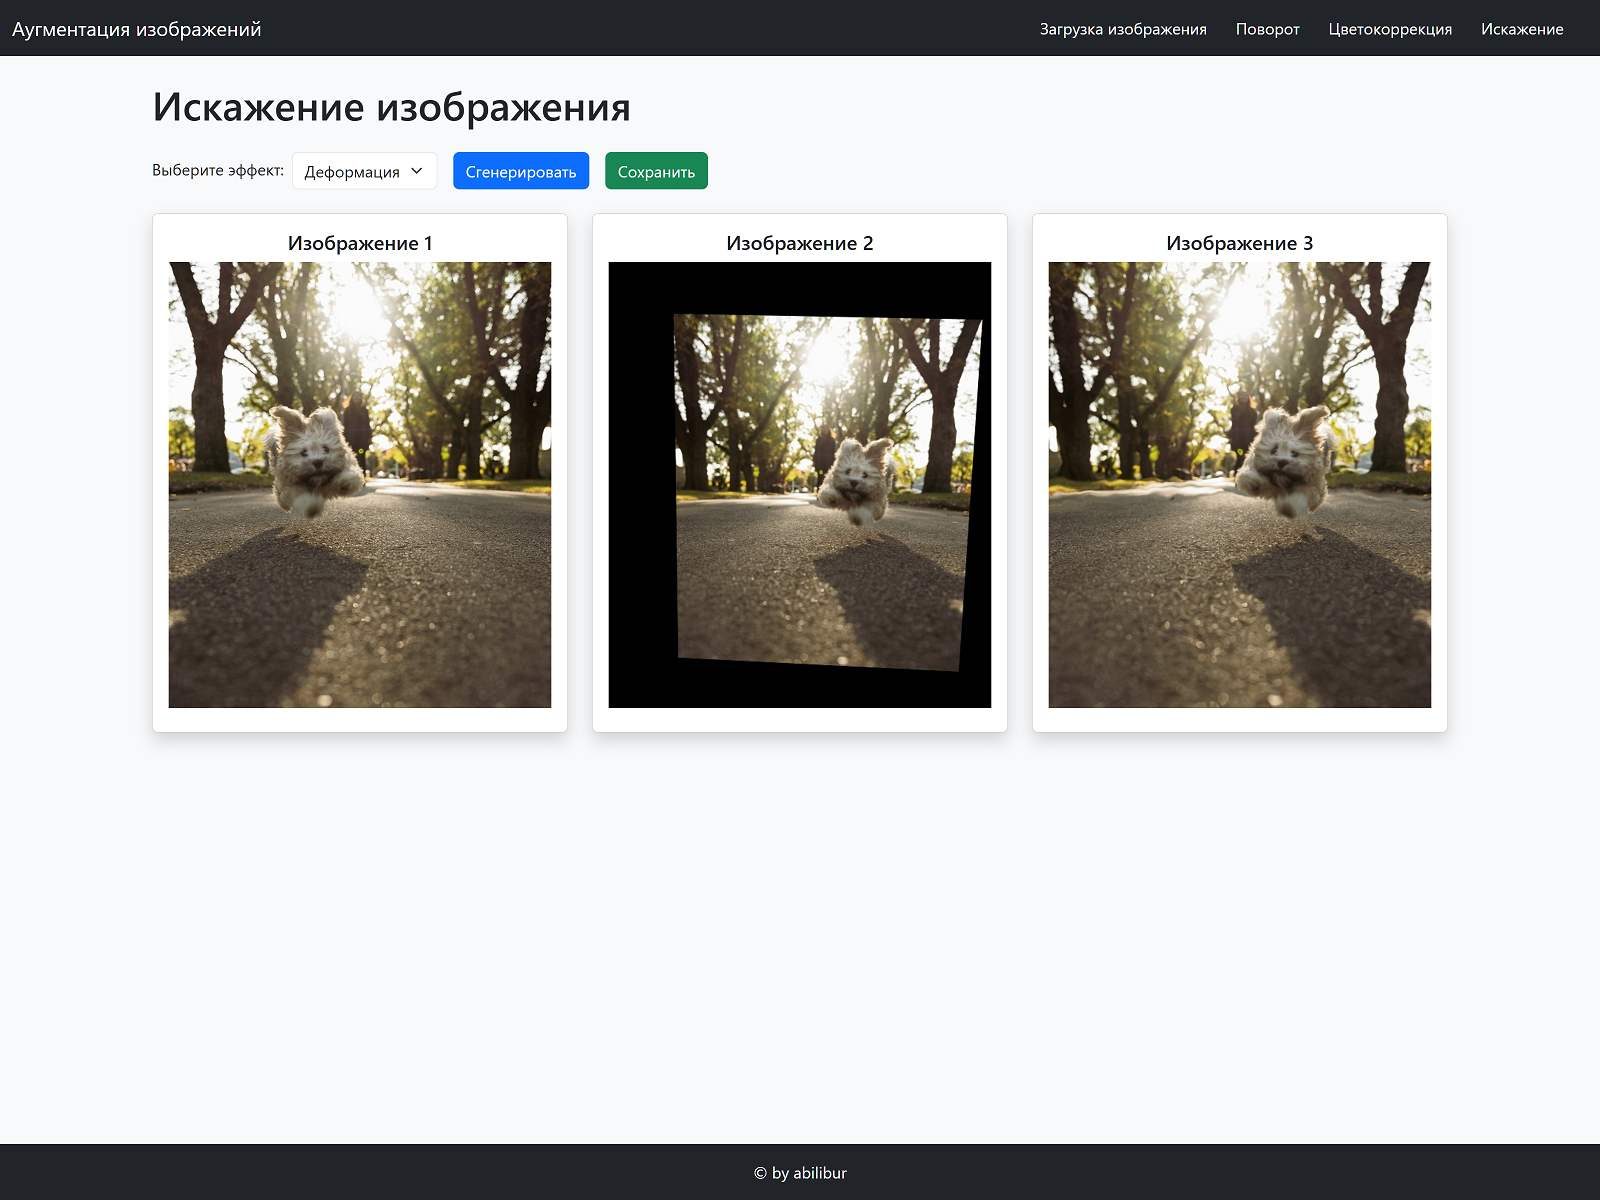 Аугментация изображений
Загрузка изображения
Поворот
Цветокоррекция
Искажение
Искажение изображения
Выберите эффект:
Деформация
Сгенерировать
Сохранить
Изображение 1
Изображение 2
Изображение 3
© by abilibur